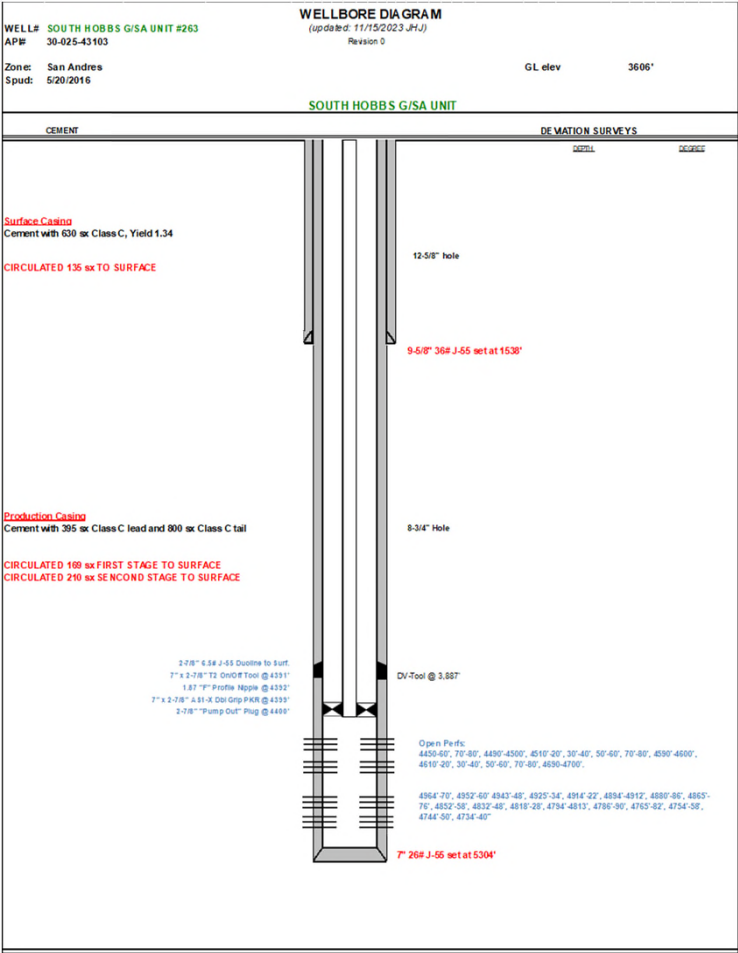 WELLBORE DIAGRAM
(updated: 11/15/2023 JHJ)
Revision 0
WELL# SOUTH HOBBS G/SA UNIT #263
API# 30-025-43103
Zone: San Andres
Spud: 5/20/2016
GL elev 3606'
SOUTH HOBBS G/SA UNIT
CEMENT
DEVIATION SURVEYS
DEPTH
DEGREE
Surface Casing
Cement with 630 sx Class C, Yield 1.34
12-5/8" hole
CIRCULATED 135 sx TO SURFACE
9-5/8" 36# J-55 set at 1538'
Production Casing
Cement with 395 sx Class C lead and 800 sx Class C tail
8-3/4" Hole
CIRCULATED 169 sx FIRST STAGE TO SURFACE
CIRCULATED 210 sx SENCOND STAGE TO SURFACE
2-7/8" 6.5# J-55 Duoline to Surf.
7" x 2-7/8" T2 On/Off Tool @ 4391'
1.87 "F" Profile Nipple @ 4392'
7" x 2-7/8" AS1-X Dbl Grip PKR @ 4399'
2-7/8" "Pump Out" Plug @ 4400'
DV-Tool @ 3,887'
Open Perfs:
4450-60', 70'-80', 4490'-4500', 4510'-20', 30'-40', 50'-60', 70'-80', 4590'-4600',
4610'-20', 30'-40', 50'-60', 70'-80', 4690-4700'.
4964'-70', 4952'-60' 4943'-48', 4925'-34', 4914'-22', 4894'-4912', 4880'-86', 4865'-
76', 4852'-58', 4832'-48', 4818'-28', 4794'-4813', 4786'-90', 4765'-82', 4754'-58',
4744'-50', 4734'-40"
7" 26# J-55 set at 5304'